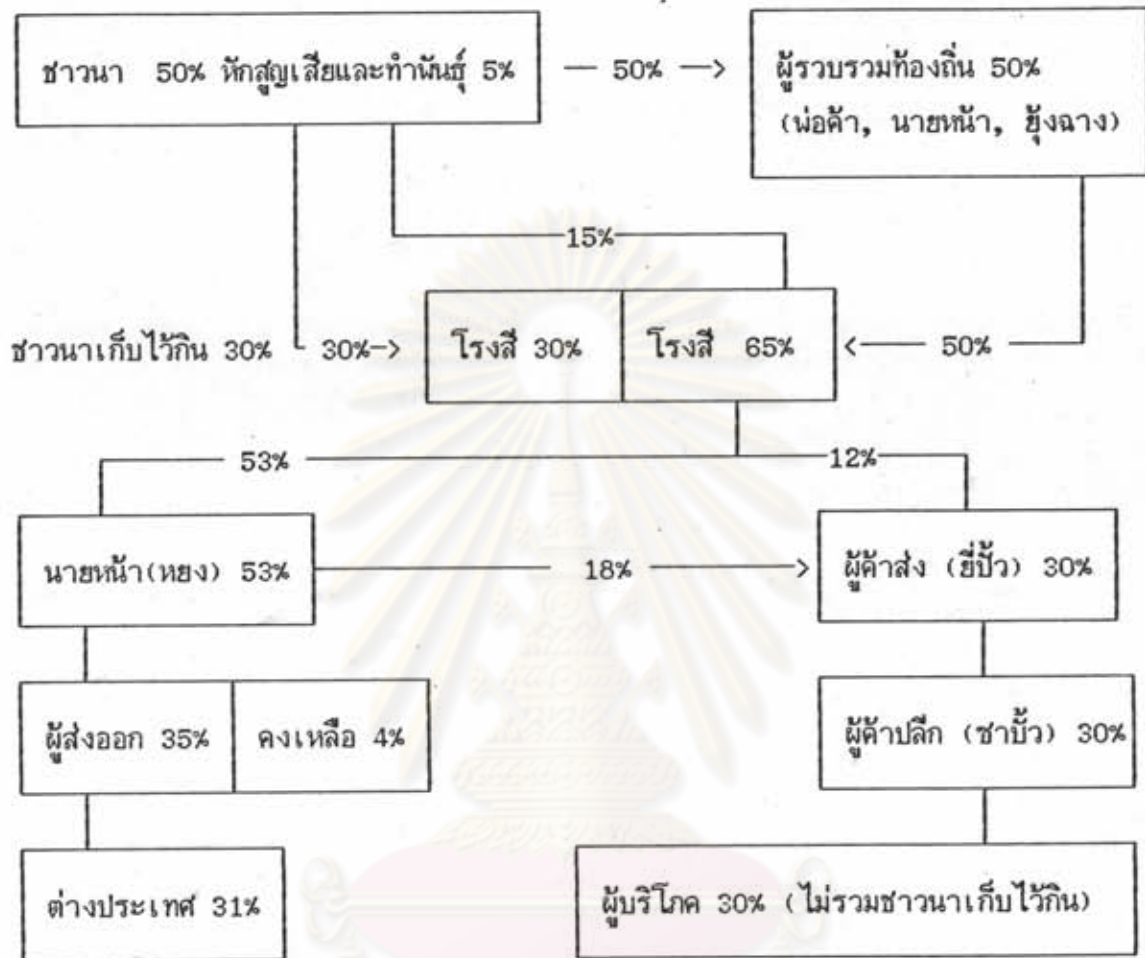 ชาวนา 50% หักสูญเสียและทำพันธุ์ 5%
— 50% —>
ผู้รวบรวมท้องถิ่น 50%
(พ่อค้า, นายหน้า, ยุ้งฉาง)
15%
ชาวนาเก็บไว้กิน 30%
30%—>
โรงสี 30%
โรงสี 65%
<—— 50%
53%
12%
นายหน้า(หยง) 53%
18%
ผู้ค้าส่ง (ยี่ปั๊ว) 30%
ผู้ส่งออก 35%
คงเหลือ 4%
ผู้ค้าปลีก (ซาปั๊ว) 30%
ต่างประเทศ 31%
ผู้บริโภค 30% (ไม่รวมชาวนาเก็บไว้กิน)